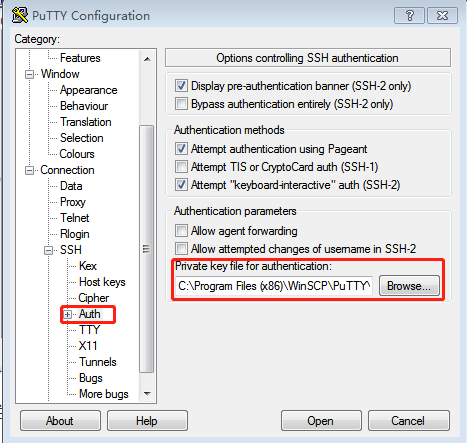 PuTTY Configuration
Category:
Features
Window
Appearance
Behaviour
Translation
Selection
Colours
Connection
Data
Proxy
Telnet
Rlogin
SSH
Kex
Host keys
Cipher
Auth
TTY
X11
Tunnels
Bugs
More bugs
Options controlling SSH authentication
Display pre-authentication banner (SSH-2 only)
Bypass authentication entirely (SSH-2 only)
Authentication methods
Attempt authentication using Pageant
Attempt TIS or CryptoCard auth (SSH-1)
Attempt "keyboard-interactive" auth (SSH-2)
Authentication parameters
Allow agent forwarding
Allow attempted changes of username in SSH-2
Private key file for authentication:
C:\Program Files (x86)\WinSCP\PuTTY\ Browse...
About Help Open Cancel